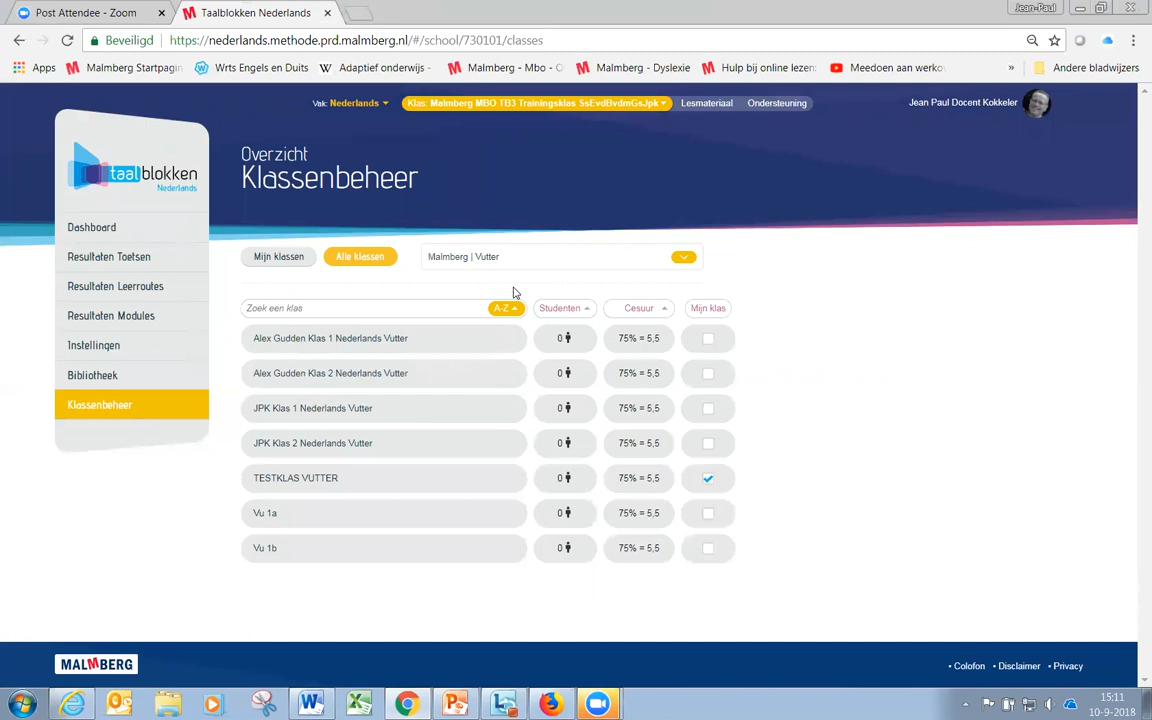 Post Attendee - Zoom
Taalblokken Nederlands
Jean-Paul
Beveiligd
https://nederlands.methode.prd.malmberg.nl/#/school/730101/classes
Apps
Malmberg Startpagin
Wrts Engels en Duits
Adaptief onderwijs -
Malmberg - Mbo - O
Malmberg - Dyslexie
Hulp bij online lezen:
Meedoen aan werkov
»
Andere bladwijzers
Vak: Nederlands
Klas: Malmberg MBO TB3 Trainingsklas SsEvdBvdmGsJpk
Lesmateriaal
Ondersteuning
Jean Paul Docent Kokkeler
taalblokken
Nederlands
Overzicht
Klassenbeheer
Dashboard
Resultaten Toetsen
Resultaten Leerroutes
Resultaten Modules
Instellingen
Bibliotheek
Klassenbeheer
Mijn klassen
Alle klassen
Malmberg | Vutter
Zoek een klas
A-Z
Studenten
Cesuur
Mijn klas
Alex Gudden Klas 1 Nederlands Vutter 0 75% = 5,5
Alex Gudden Klas 2 Nederlands Vutter 0 75% = 5,5
JPK Klas 1 Nederlands Vutter 0 75% = 5,5
JPK Klas 2 Nederlands Vutter 0 75% = 5,5
TESTKLAS VUTTER 0 75% = 5,5
Vu 1a 0 75% = 5,5
Vu 1b 0 75% = 5,5
MALMBERG
• Colofon • Disclaimer • Privacy
15:11
10-9-2018